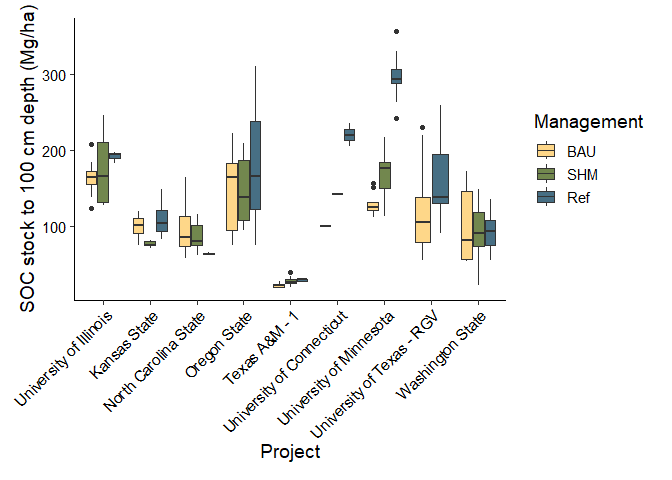 SOC stock to 100 cm depth (Mg/ha)
300
200
100
University of Illinois
Kansas State
North Carolina State
Oregon State
Texas A&M - 1
University of Connecticut
University of Minnesota
University of Texas - RGV
Washington State
Project
Management
BAU
SHM
Ref